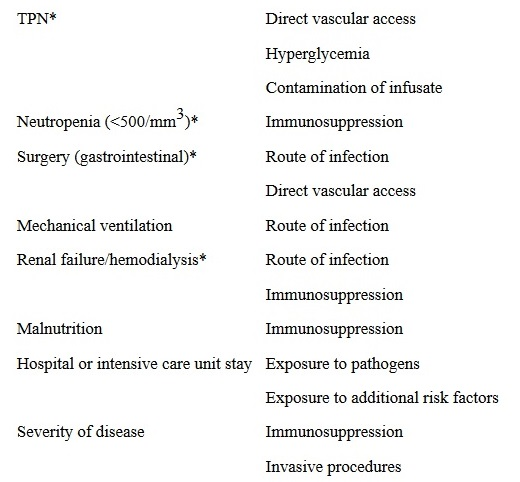 TPN* Direct vascular access
Hyperglycemia
Contamination of infusate
Neutropenia (<500/mm³)* Immunosuppression
Surgery (gastrointestinal)* Route of infection
Direct vascular access
Mechanical ventilation Route of infection
Renal failure/hemodialysis* Route of infection
Immunosuppression
Malnutrition Immunosuppression
Hospital or intensive care unit stay Exposure to pathogens
Exposure to additional risk factors
Severity of disease Immunosuppression
Invasive procedures